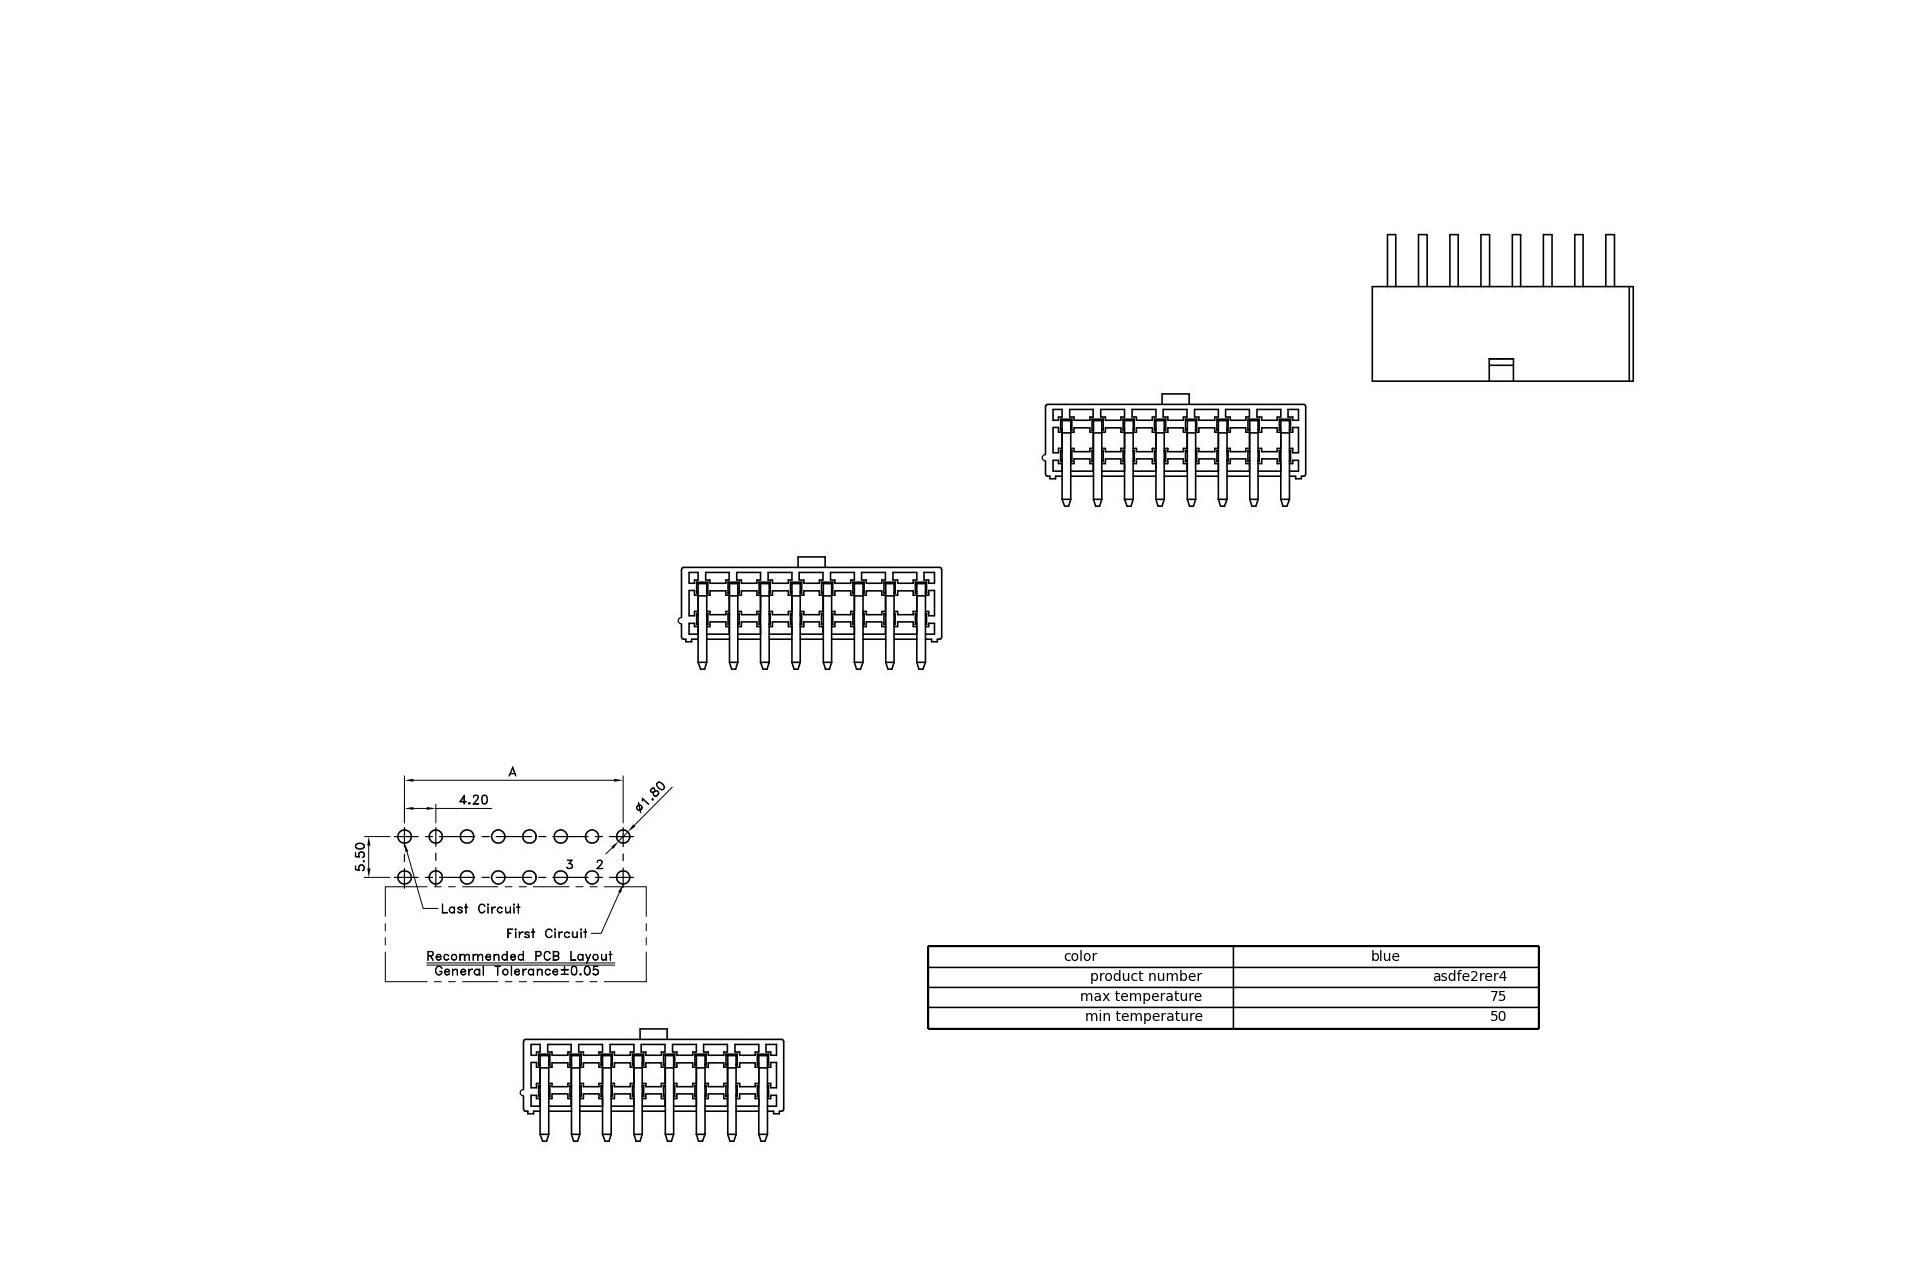 A
4.20
ø1.80
5.50
3 2
Last Circuit
First Circuit
Recommended PCB Layout
General Tolerance±0.05
color blue
product number asdfe2rer4
max temperature 75
min temperature 50